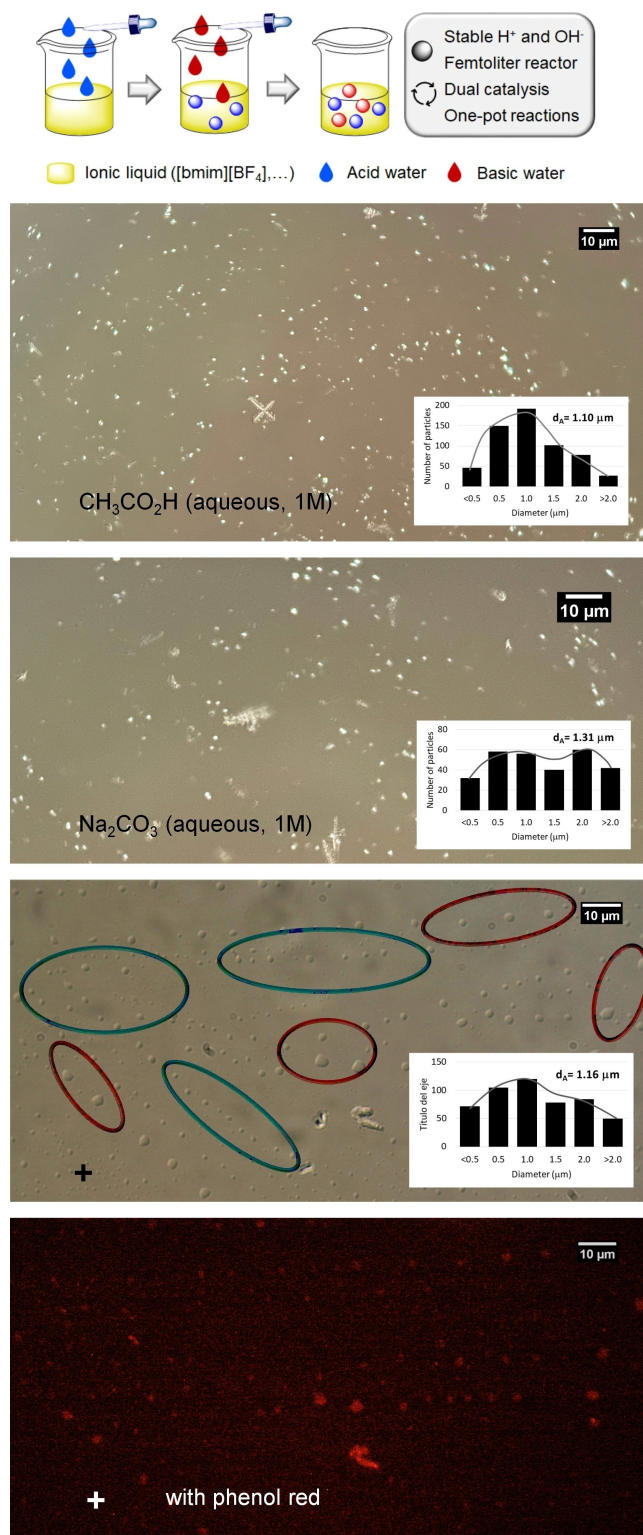 Stable H⁺ and OH⁻
Femtoliter reactor
Dual catalysis
One-pot reactions
Ionic liquid ([bmim][BF₄],…)
Acid water
Basic water
10 µm
CH₃CO₂H (aqueous, 1M)
d_A= 1.10 µm
Number of particles
200
150
100
50
0
<0.5 0.5 1.0 1.5 2.0 >2.0
Diameter (µm)
10 µm
Na₂CO₃ (aqueous, 1M)
d_A= 1.31 µm
Number of particles
80
60
40
20
0
<0.5 0.5 1.0 1.5 2.0 >2.0
Diameter (µm)
10 µm
d_A= 1.16 µm
Título del eje
150
100
50
0
<0.5 0.5 1.0 1.5 2.0 >2.0
Diameter (µm)
+
10 µm
+ with phenol red